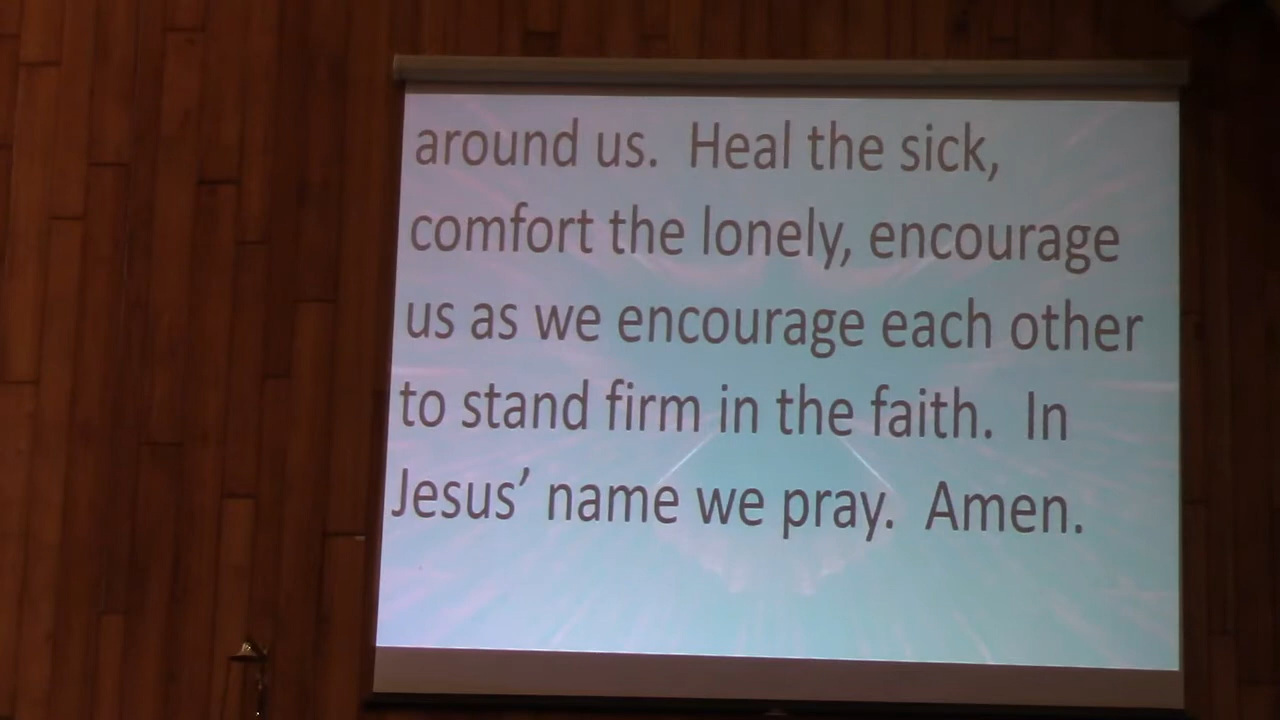 around us.  Heal the sick,
comfort the lonely, encourage
us as we encourage each other
to stand firm in the faith.  In
Jesus’ name we pray.  Amen.